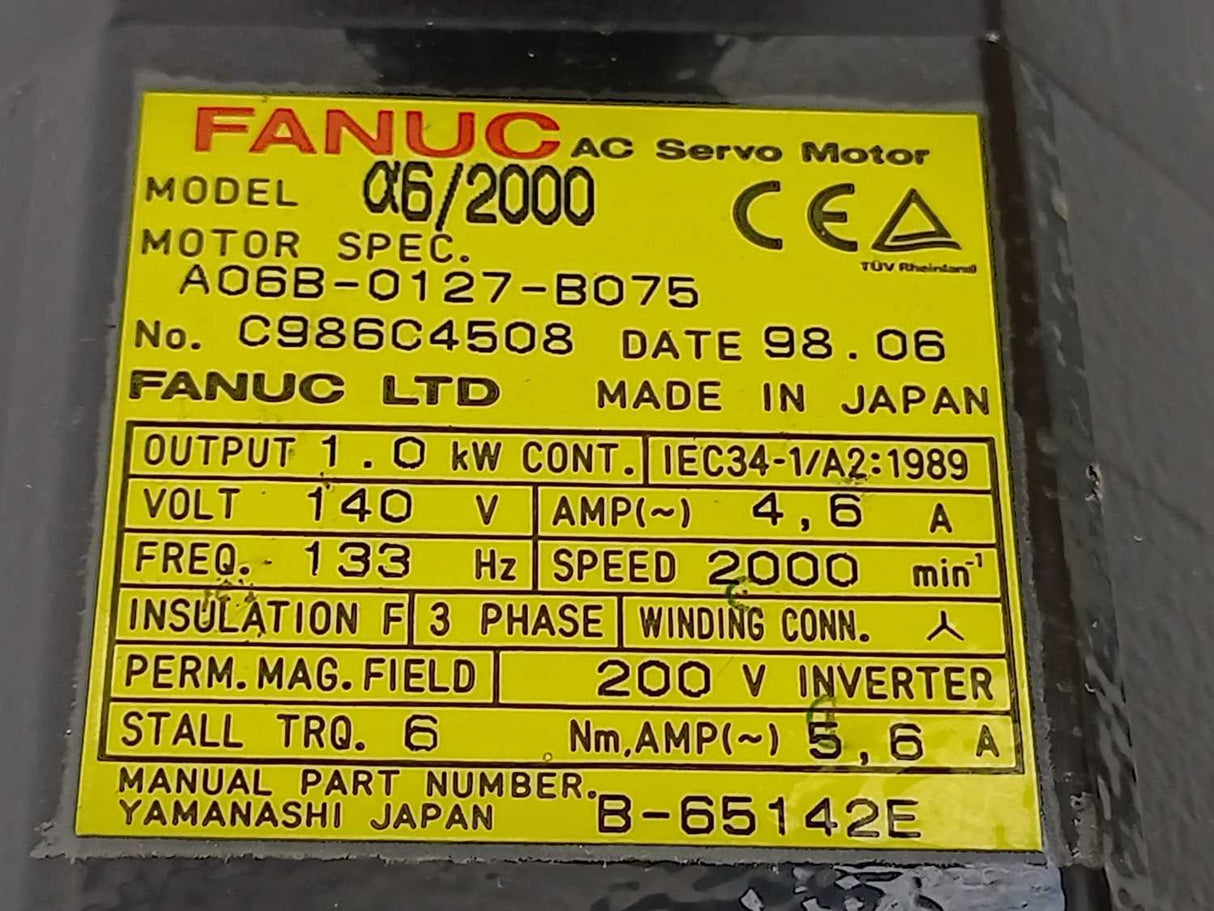 FANUC AC Servo Motor
MODEL α6/2000
CE
TÜV Rheinland
MOTOR SPEC.
A06B-0127-B075
No. C986C4508 DATE 98.06
FANUC LTD MADE IN JAPAN
OUTPUT 1.0 kW CONT. IEC34-1/A2:1989
VOLT 140 V AMP(~) 4,6 A
FREQ. 133 Hz SPEED 2000 min⁻¹
INSULATION F 3 PHASE WINDING CONN. ⅄
PERM.MAG.FIELD 200 V INVERTER
STALL TRQ. 6 Nm,AMP(~) 5,6 A
MANUAL PART NUMBER.
YAMANASHI JAPAN B-65142E